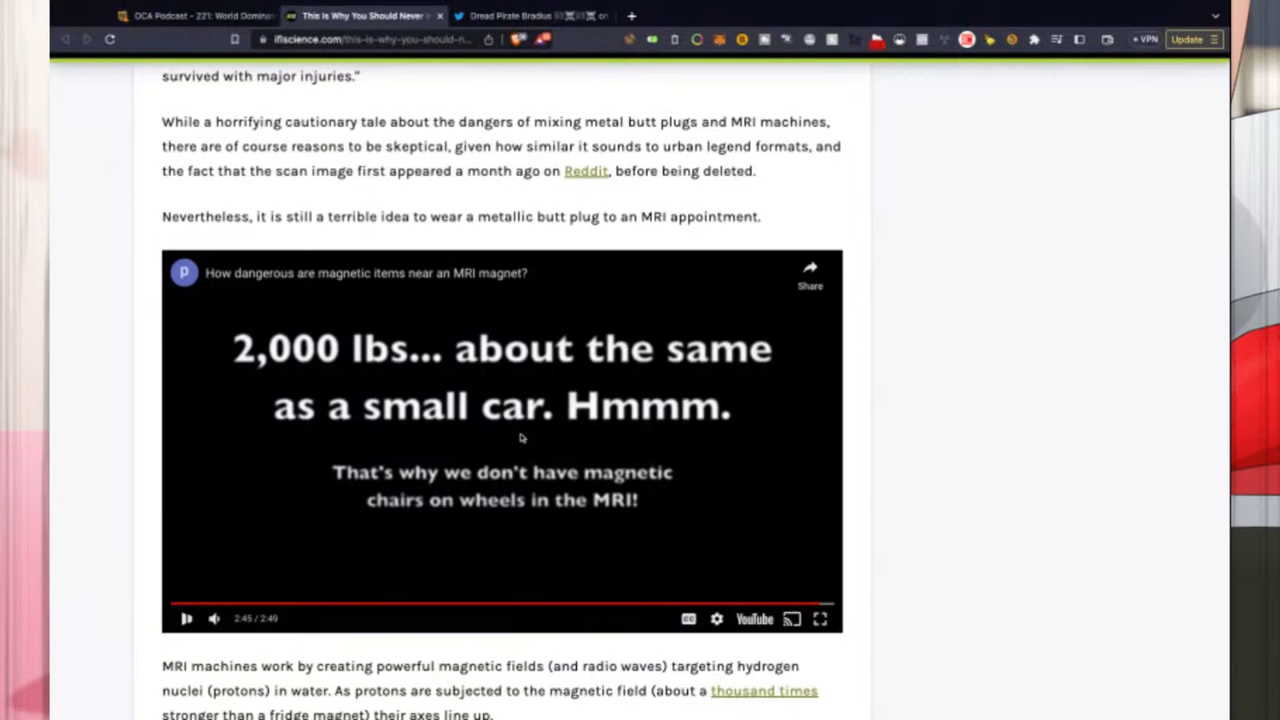 OCA Podcast - 221: World Domina
This Is Why You Should Never
Dread Pirate Bradius
iflscience.com/this-is-why-you-should-n...
VPN
Update
survived with major injuries."
While a horrifying cautionary tale about the dangers of mixing metal butt plugs and MRI machines,
there are of course reasons to be skeptical, given how similar it sounds to urban legend formats, and
the fact that the scan image first appeared a month ago on Reddit, before being deleted.
Nevertheless, it is still a terrible idea to wear a metallic butt plug to an MRI appointment.
P
How dangerous are magnetic items near an MRI magnet?
Share
2,000 lbs... about the same
as a small car. Hmmm.
That's why we don't have magnetic
chairs on wheels in the MRI!
2:45 / 2:49
CC
YouTube
MRI machines work by creating powerful magnetic fields (and radio waves) targeting hydrogen
nuclei (protons) in water. As protons are subjected to the magnetic field (about a thousand times
stronger than a fridge magnet) their axes line up.